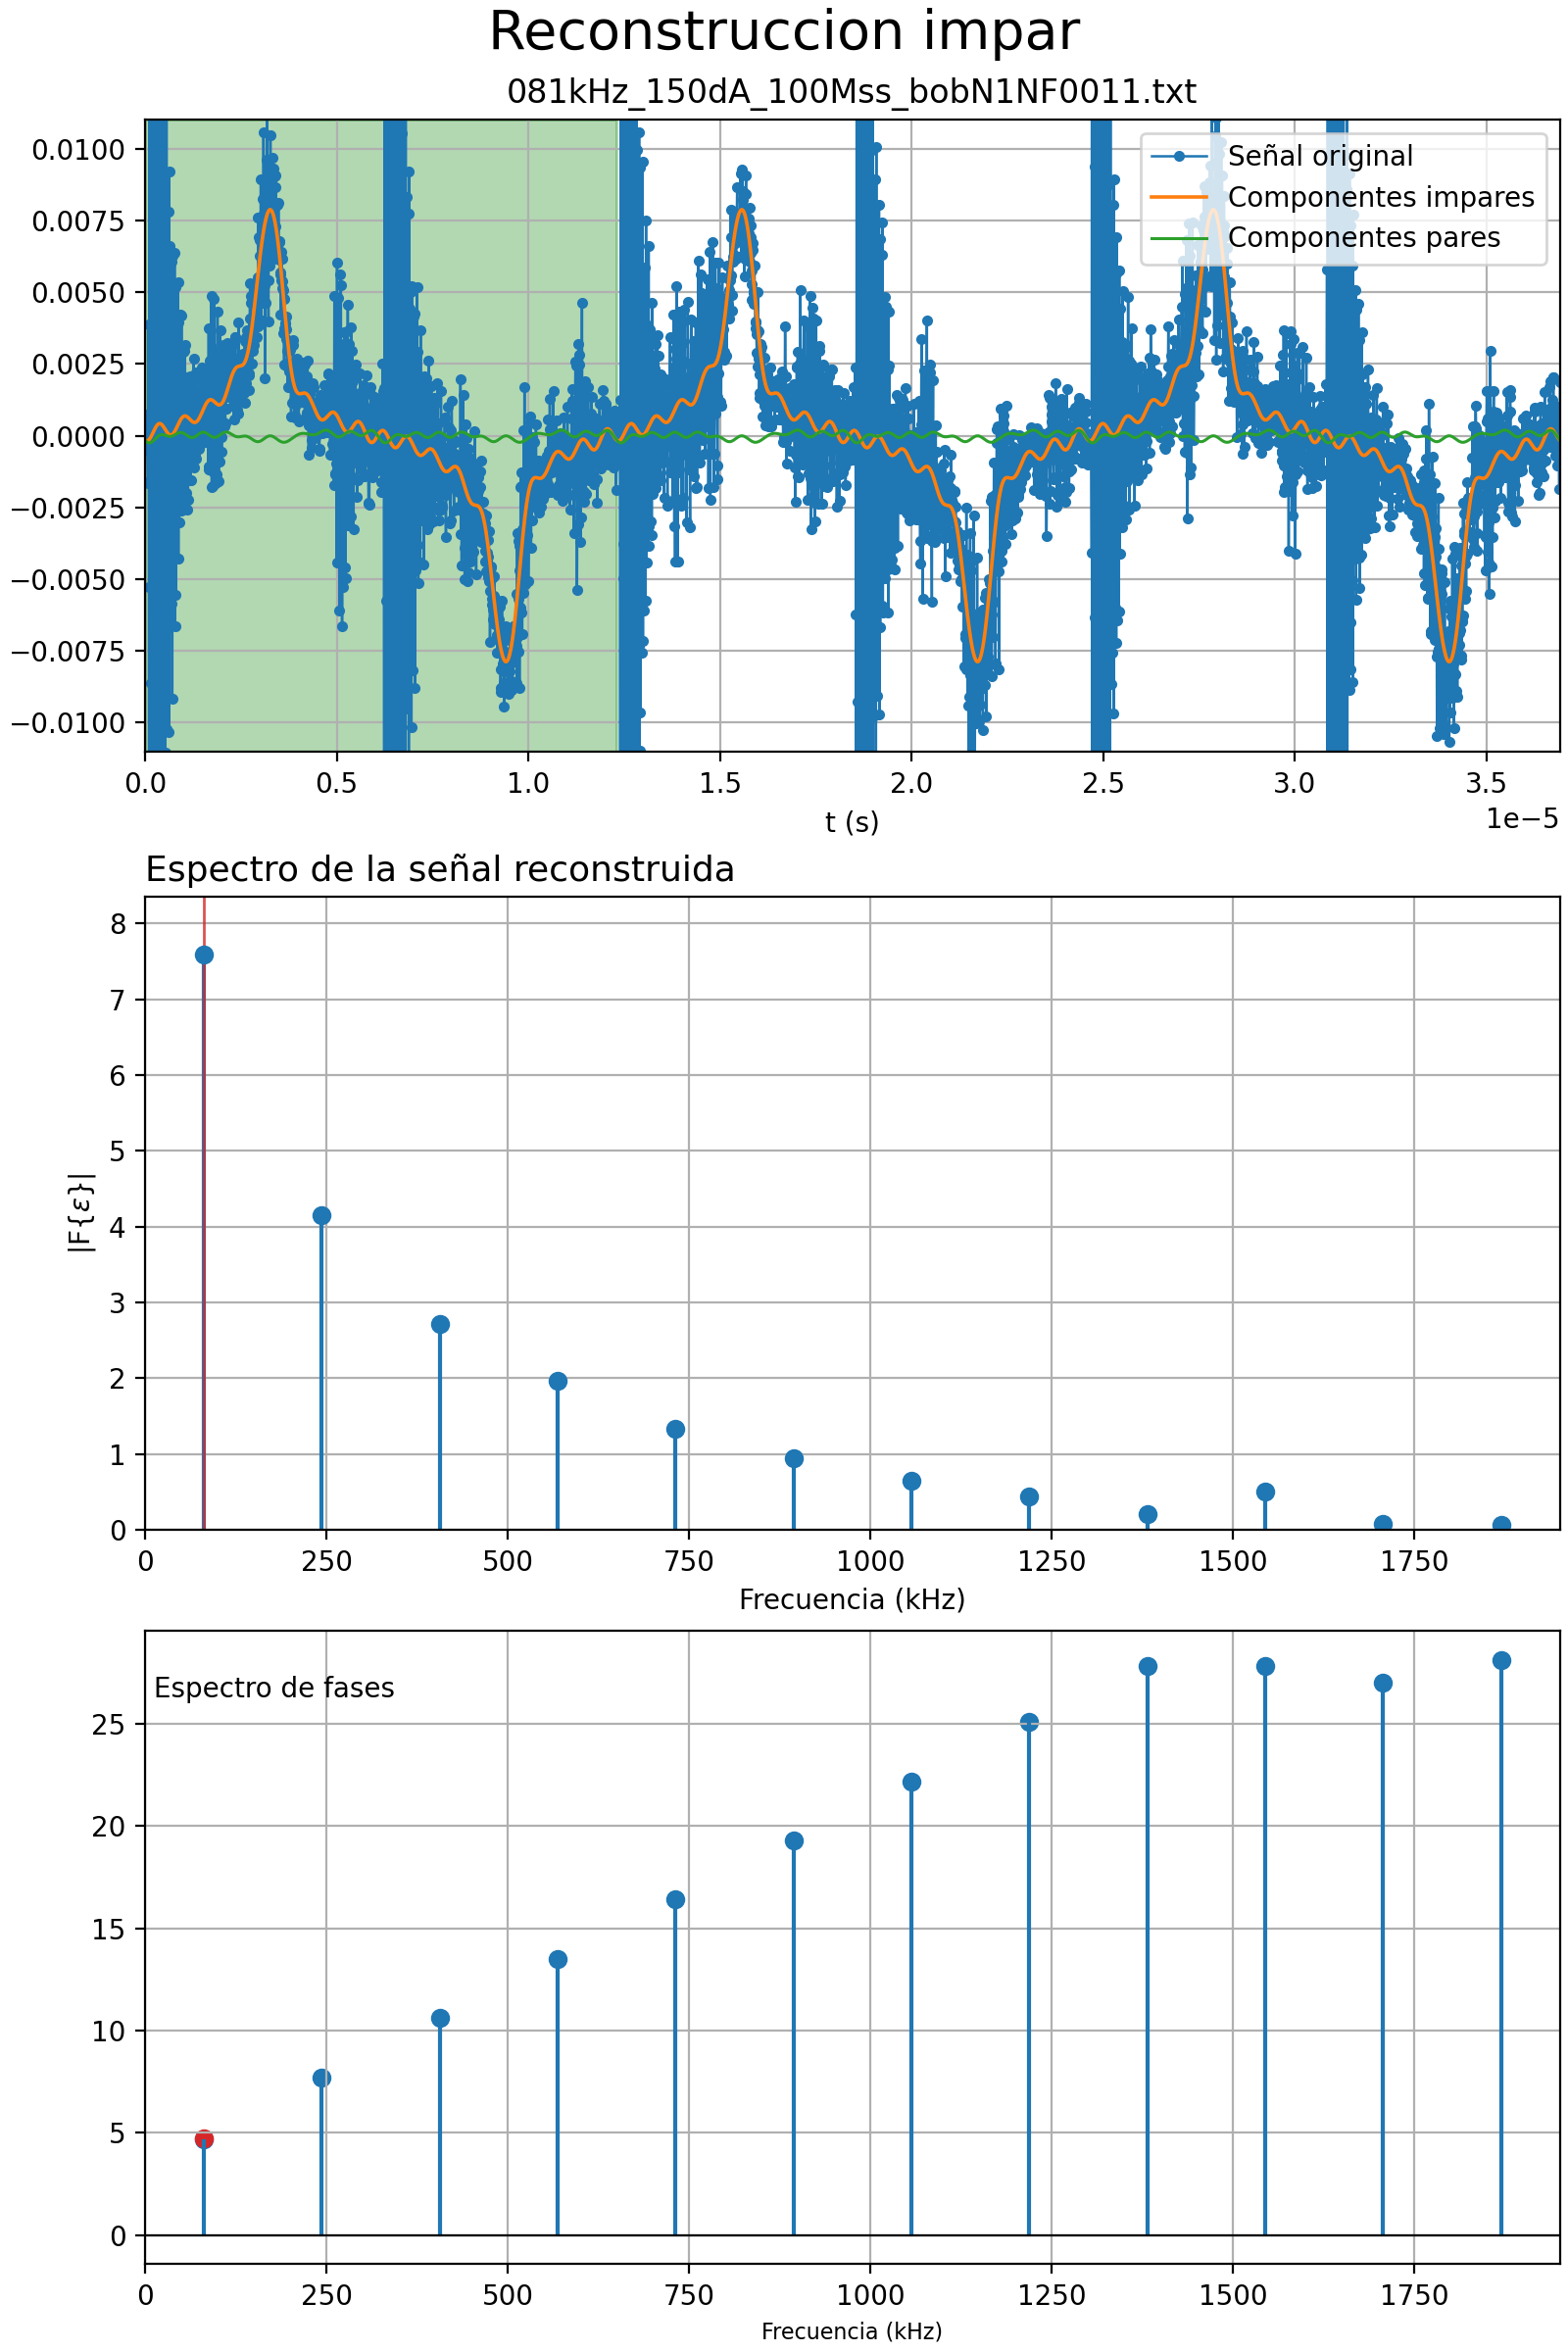 Reconstruccion impar
081kHz_150dA_100Mss_bobN1NF0011.txt
0.0100
0.0075
0.0050
0.0025
0.0000
−0.0025
−0.0050
−0.0075
−0.0100
Señal original
Componentes impares
Componentes pares
0.0 0.5 1.0 1.5 2.0 2.5 3.0 3.5
1e−5
t (s)
Espectro de la señal reconstruida
8
7
6
5
4
3
2
1
0
|F{ε}|
0 250 500 750 1000 1250 1500 1750
Frecuencia (kHz)
Espectro de fases
25
20
15
10
5
0
0 250 500 750 1000 1250 1500 1750
Frecuencia (kHz)